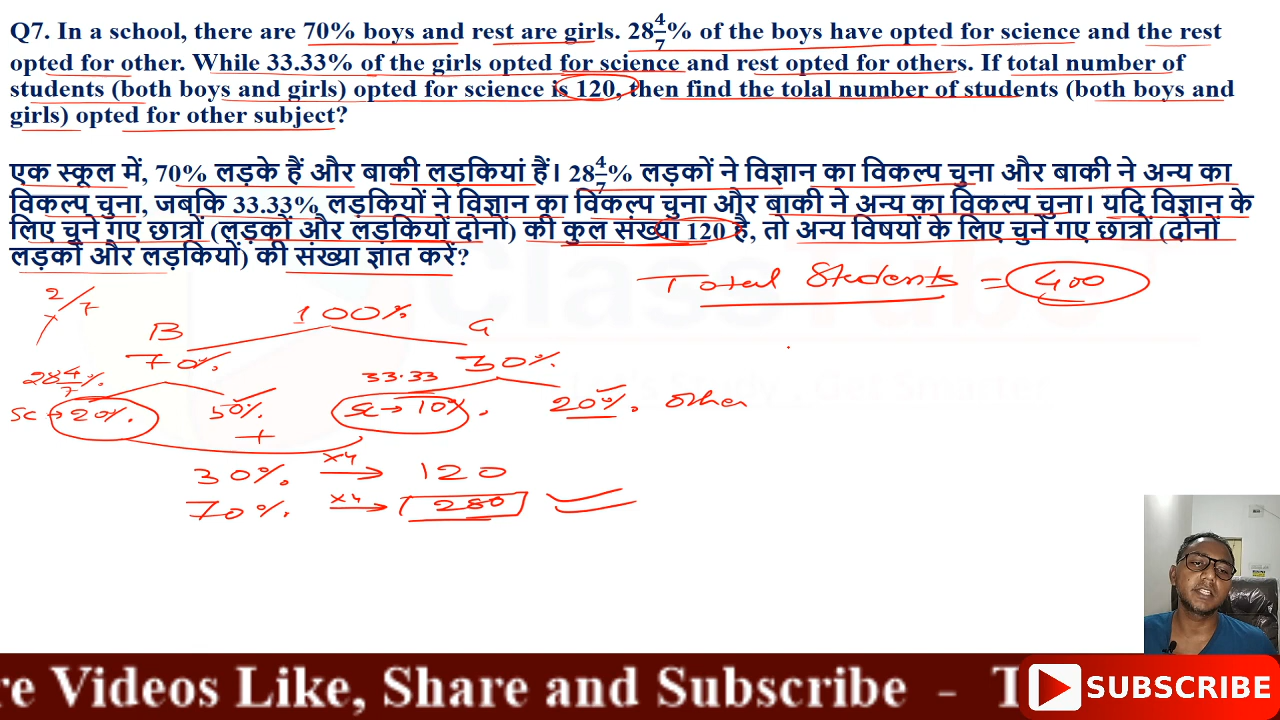 Q7. In a school, there are 70% boys and rest are girls. 28 4/7% of the boys have opted for science and the rest
opted for other. While 33.33% of the girls opted for science and rest opted for others. If total number of
students (both boys and girls) opted for science is 120, then find the tolal number of students (both boys and
girls) opted for other subject?
एक स्कूल में, 70% लड़के हैं और बाकी लड़कियां हैं। 28 4/7% लड़कों ने विज्ञान का विकल्प चुना और बाकी ने अन्य का
विकल्प चुना, जबकि 33.33% लड़कियों ने विज्ञान का विकल्प चुना और बाकी ने अन्य का विकल्प चुना। यदि विज्ञान के
लिए चुने गए छात्रों (लड़कों और लड़कियों दोनों) की कुल संख्या 120 है, तो अन्य विषयों के लिए चुने गए छात्रों (दोनों
लड़कों और लड़कियों) की संख्या ज्ञात करें?
Total Students = 400
2/7
100%
B G
70% 30%
28 4/7% 33.33
SC → 20% 50% SC → 10% 20% other
+
30% ×4 → 120
70% ×4 → 280
re Videos Like, Share and Subscribe - T
SUBSCRIBE